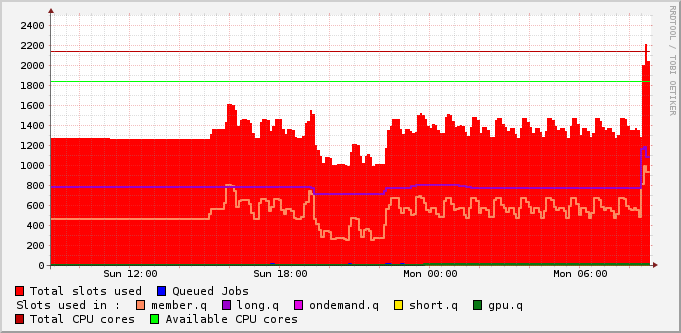 2400
2200
2000
1800
1600
1400
1200
1000
800
600
400
200
0
Sun 12:00 Sun 18:00 Mon 00:00 Mon 06:00
Total slots used Queued Jobs
Slots used in : member.q long.q ondemand.q short.q gpu.q
Total CPU cores Available CPU cores
RRDTOOL / TOBI OETIKER